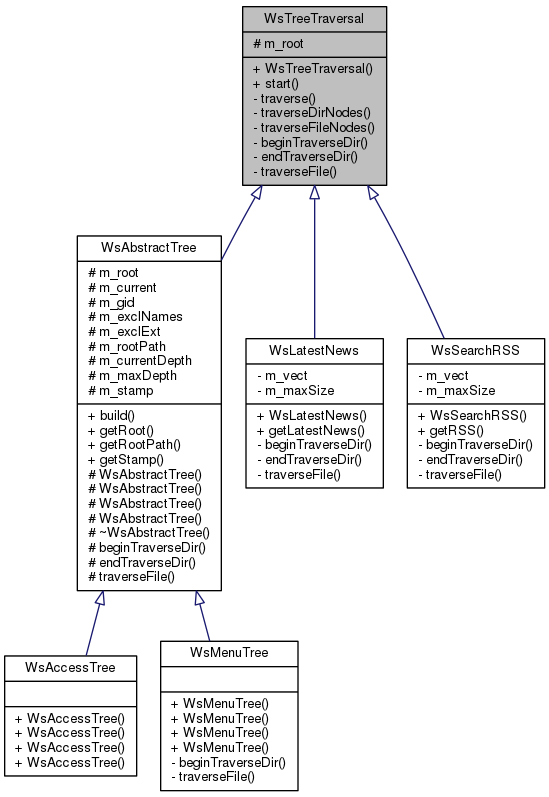 WsTreeTraversal
# m_root
+ WsTreeTraversal()
+ start()
- traverse()
- traverseDirNodes()
- traverseFileNodes()
- beginTraverseDir()
- endTraverseDir()
- traverseFile()
WsAbstractTree
# m_root
# m_current
# m_gid
# m_exclNames
# m_exclExt
# m_rootPath
# m_currentDepth
# m_maxDepth
# m_stamp
+ build()
+ getRoot()
+ getRootPath()
+ getStamp()
# WsAbstractTree()
# WsAbstractTree()
# WsAbstractTree()
# WsAbstractTree()
# ~WsAbstractTree()
# beginTraverseDir()
# endTraverseDir()
# traverseFile()
WsLatestNews
- m_vect
- m_maxSize
+ WsLatestNews()
+ getLatestNews()
- beginTraverseDir()
- endTraverseDir()
- traverseFile()
WsSearchRSS
- m_vect
- m_maxSize
+ WsSearchRSS()
+ getRSS()
- beginTraverseDir()
- endTraverseDir()
- traverseFile()
WsAccessTree
+ WsAccessTree()
+ WsAccessTree()
+ WsAccessTree()
+ WsAccessTree()
WsMenuTree
+ WsMenuTree()
+ WsMenuTree()
+ WsMenuTree()
+ WsMenuTree()
- beginTraverseDir()
- traverseFile()